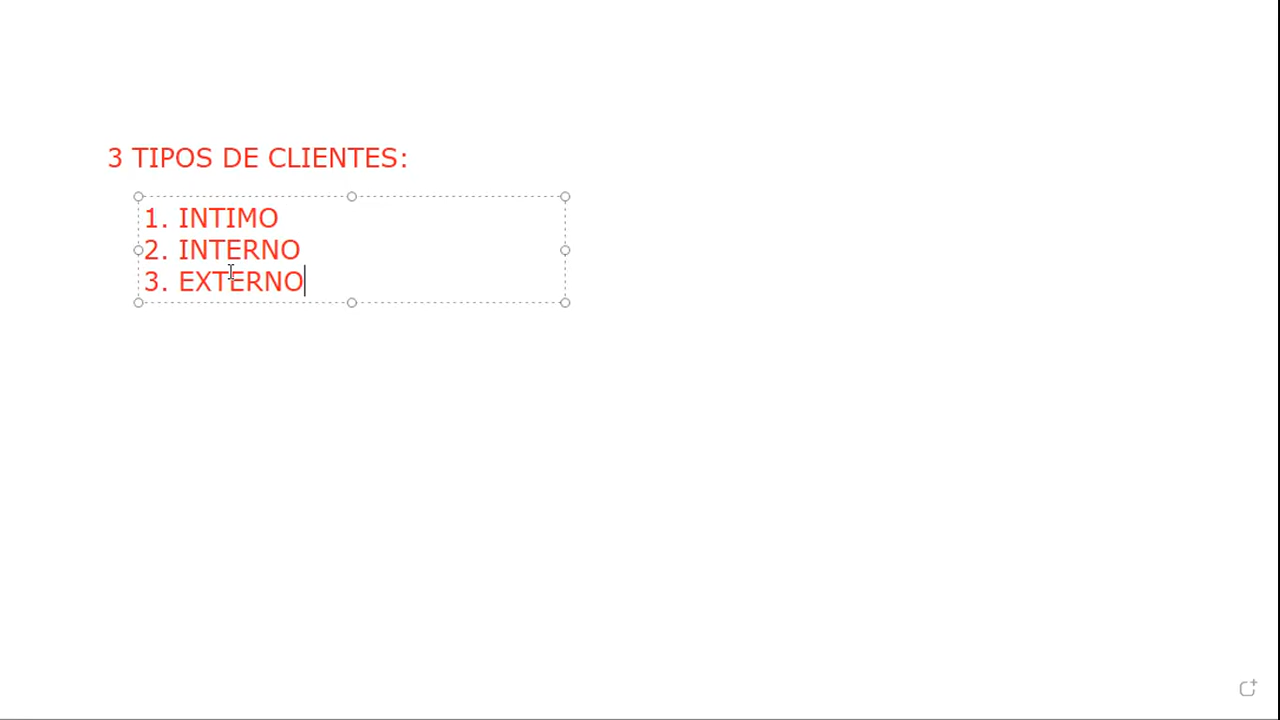 3 TIPOS DE CLIENTES:
1. INTIMO
2. INTERNO
3. EXTERNO